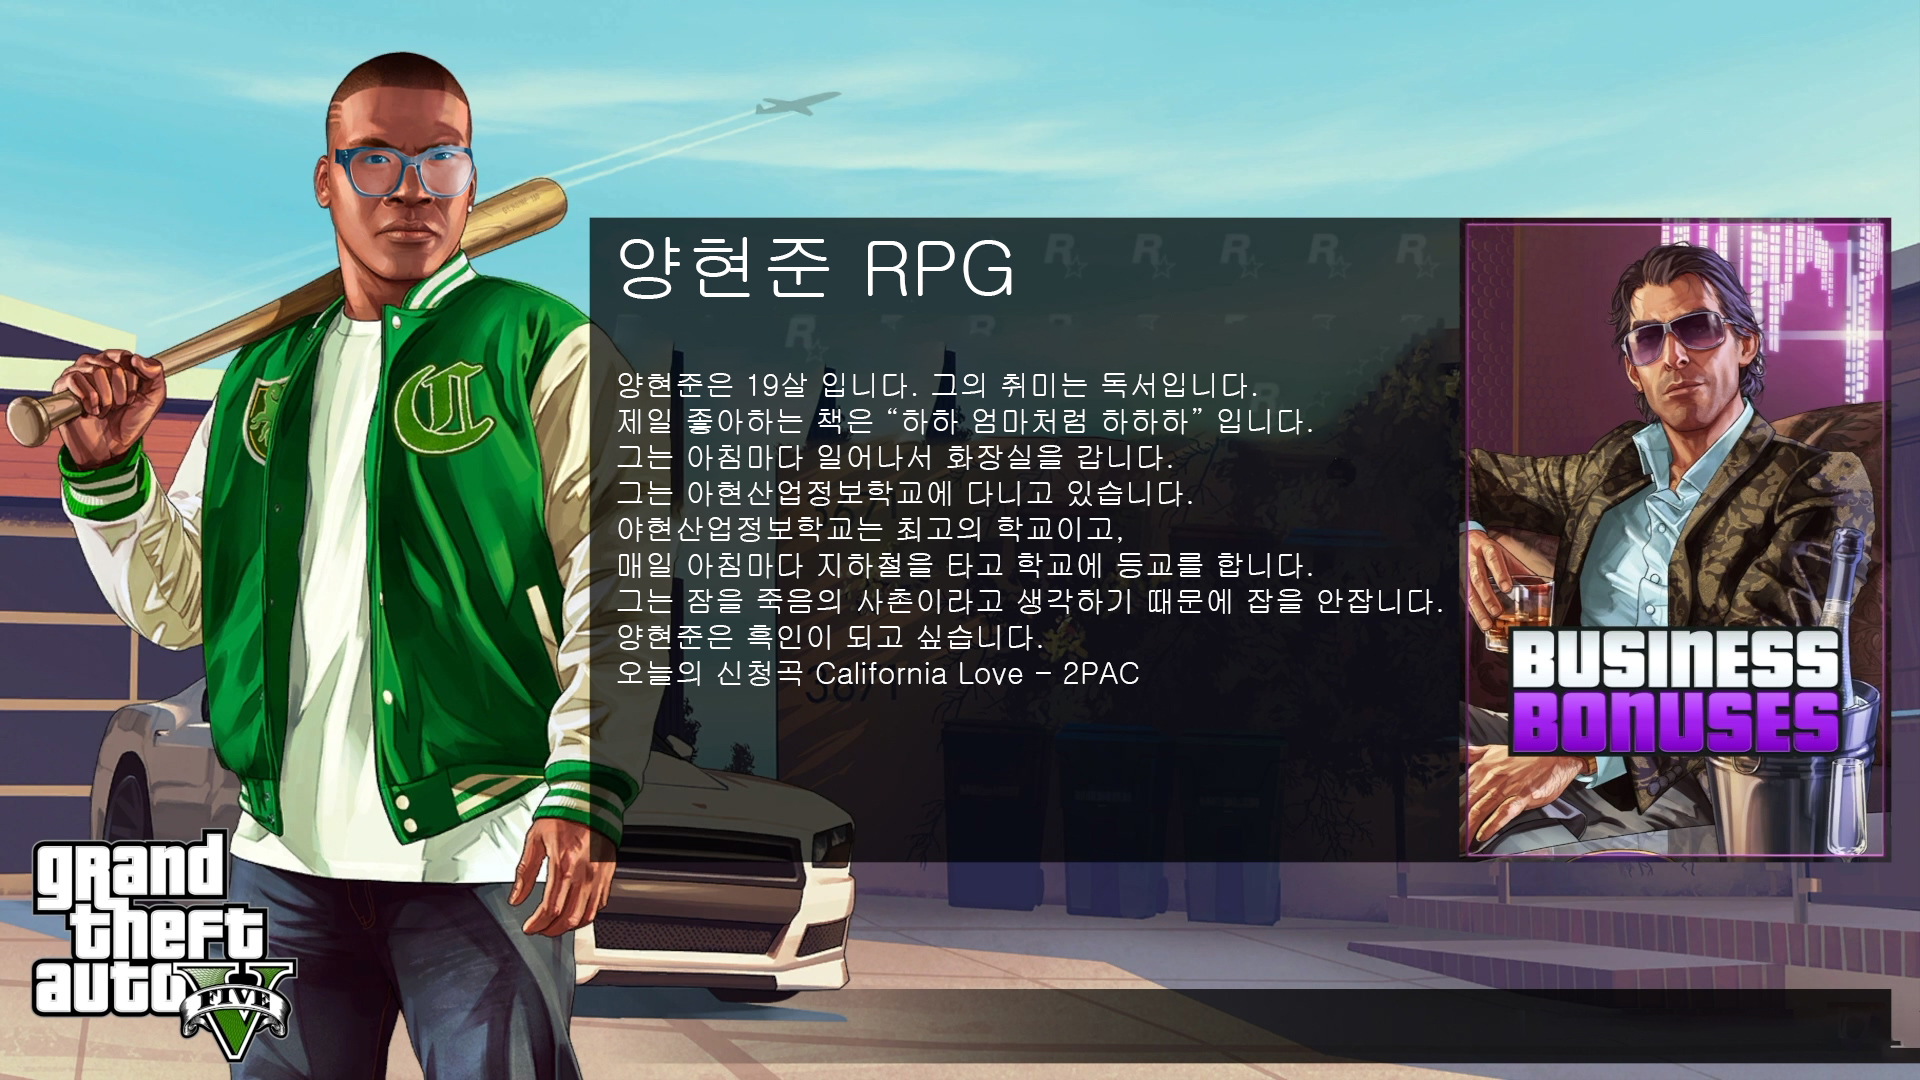 양현준 RPG
양현준은 19살 입니다. 그의 취미는 독서입니다.
제일 좋아하는 책은 “하하 엄마처럼 하하하” 입니다.
그는 아침마다 일어나서 화장실을 갑니다.
그는 아현산업정보학교에 다니고 있습니다.
야현산업정보학교는 최고의 학교이고,
매일 아침마다 지하철을 타고 학교에 등교를 합니다.
그는 잠을 죽음의 사촌이라고 생각하기 때문에 잡을 안잡니다.
양현준은 흑인이 되고 싶습니다.
오늘의 신청곡 California Love - 2PAC
BUSINESS
BONUSES
grand
theft
auto
FIVE